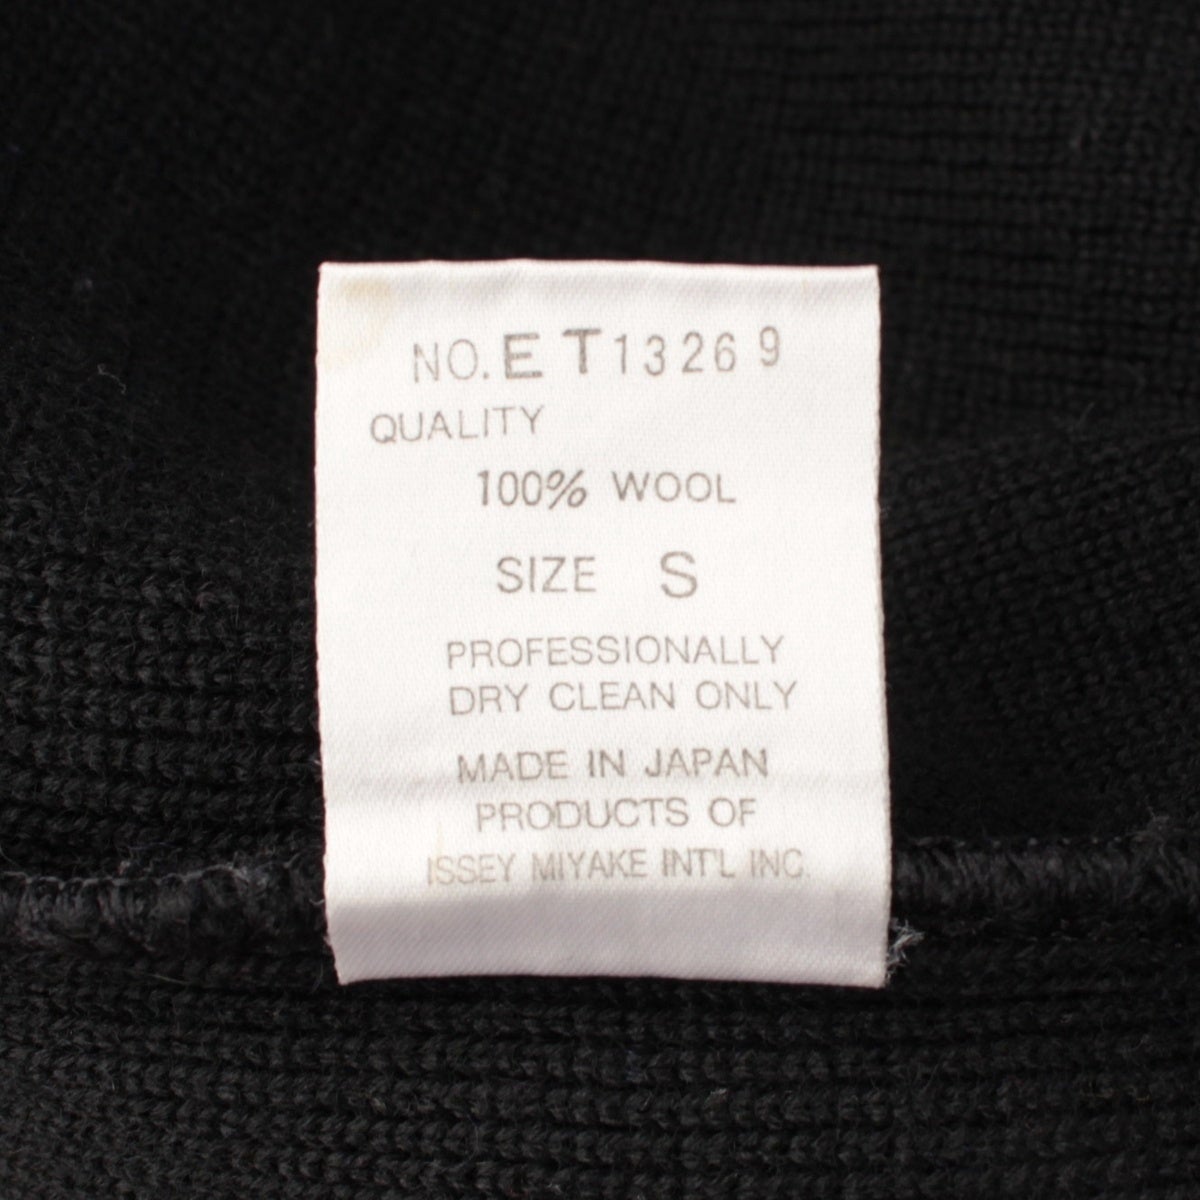 NO. ET13269
QUALITY
100% WOOL
SIZE S
PROFESSIONALLY
DRY CLEAN ONLY
MADE IN JAPAN
PRODUCTS OF
ISSEY MIYAKE INT'L INC.